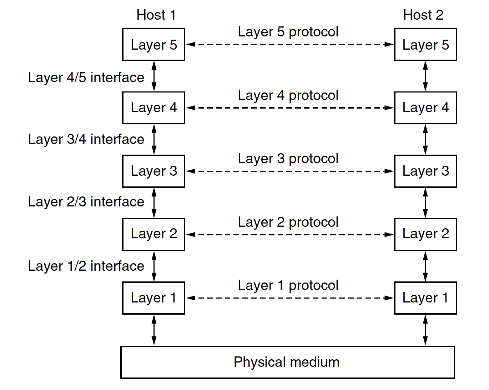 Host 1
Host 2
Layer 5
Layer 5 protocol
Layer 5
Layer 4/5 interface
Layer 4
Layer 4 protocol
Layer 4
Layer 3/4 interface
Layer 3
Layer 3 protocol
Layer 3
Layer 2/3 interface
Layer 2
Layer 2 protocol
Layer 2
Layer 1/2 interface
Layer 1
Layer 1 protocol
Layer 1
Physical medium